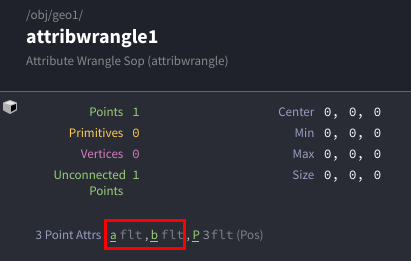 /obj/geo1/
attribwrangle1
Attribute Wrangle Sop (attribwrangle)
Points 1 Center 0, 0, 0
Primitives 0 Min 0, 0, 0
Vertices 0 Max 0, 0, 0
Unconnected 1 Size 0, 0, 0
Points
3 Point Attrs a flt, b flt, P 3flt (Pos)